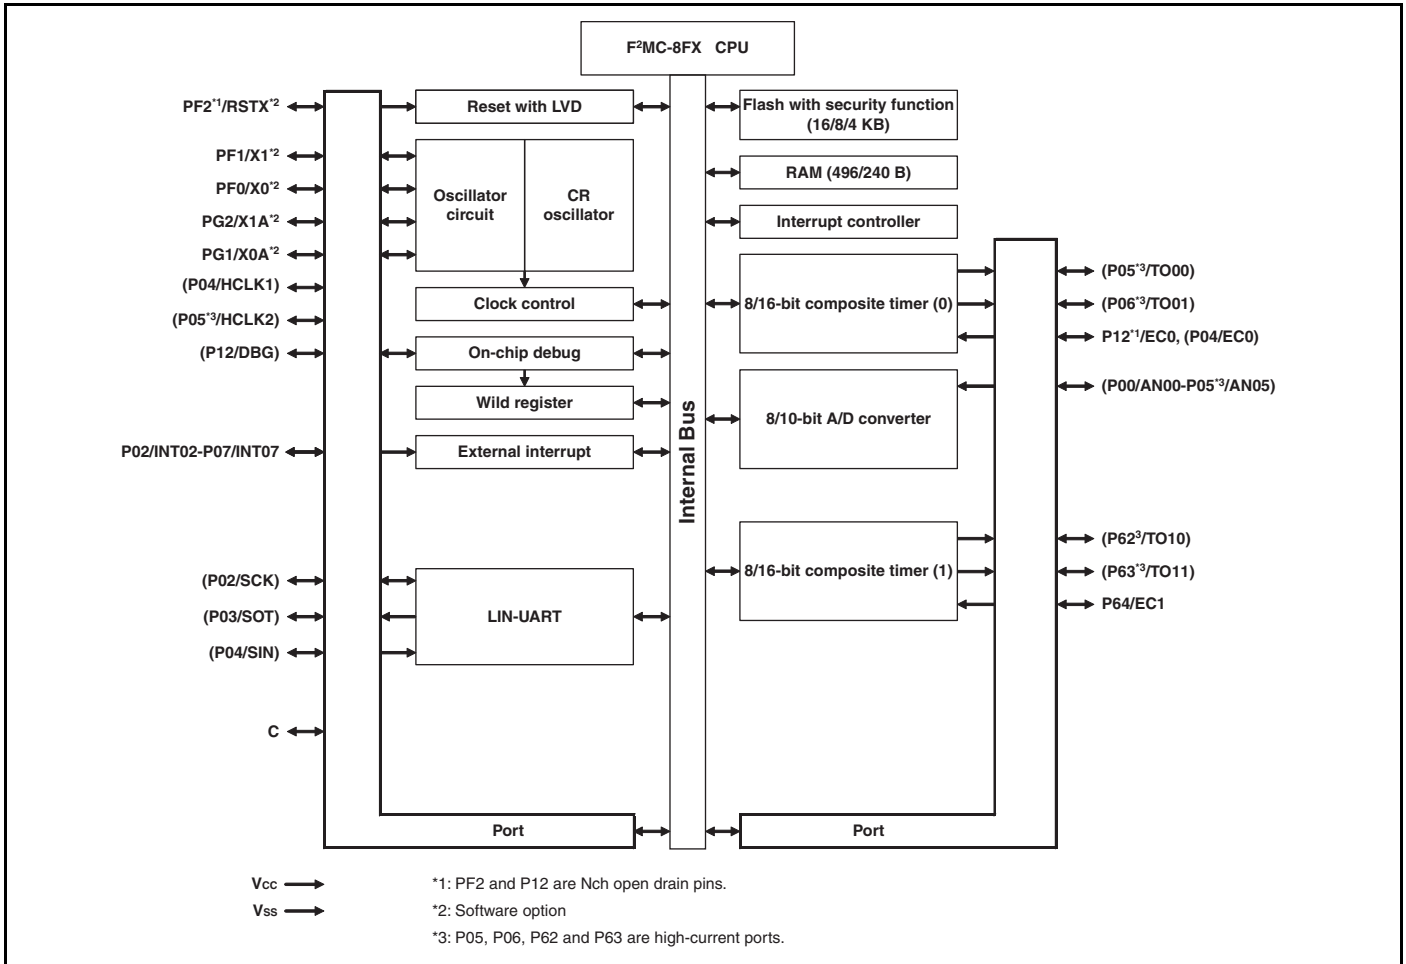 F²MC-8FX CPU
PF2*1/RSTX*2
PF1/X1*2
PF0/X0*2
PG2/X1A*2
PG1/X0A*2
(P04/HCLK1)
(P05*3/HCLK2)
(P12/DBG)
P02/INT02-P07/INT07
(P02/SCK)
(P03/SOT)
(P04/SIN)
C
Reset with LVD
Oscillator
circuit
CR
oscillator
Clock control
On-chip debug
Wild register
External interrupt
LIN-UART
Port
Internal Bus
Flash with security function
(16/8/4 KB)
RAM (496/240 B)
Interrupt controller
8/16-bit composite timer (0)
8/10-bit A/D converter
8/16-bit composite timer (1)
Port
(P05*3/TO00)
(P06*3/TO01)
P12*1/EC0, (P04/EC0)
(P00/AN00-P05*3/AN05)
(P623/TO10)
(P63*3/TO11)
P64/EC1
Vcc
Vss
*1: PF2 and P12 are Nch open drain pins.
*2: Software option
*3: P05, P06, P62 and P63 are high-current ports.